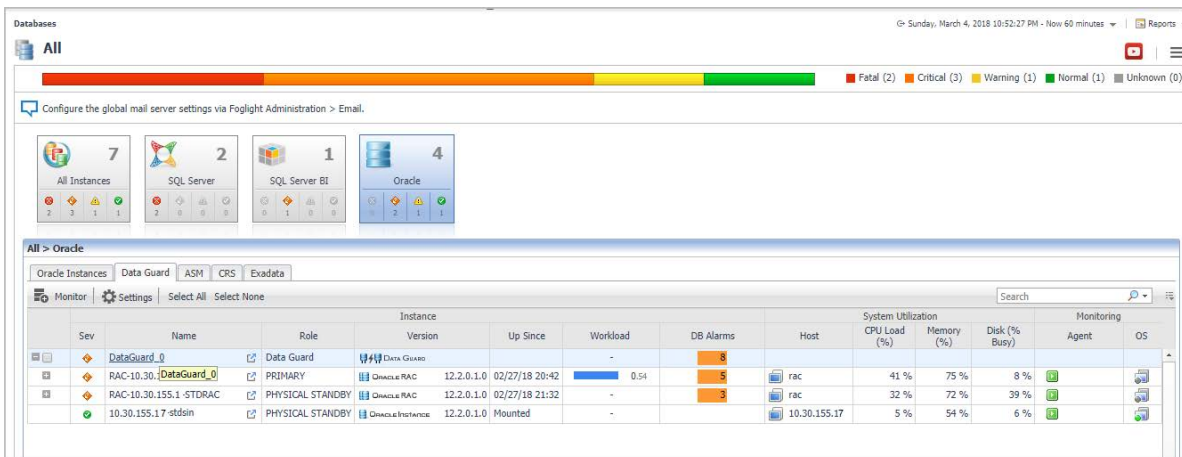 Databases
Sunday, March 4, 2018 10:52:27 PM - Now 60 minutes
Reports
All
Fatal (2) Critical (3) Warning (1) Normal (1) Unknown (0)
Configure the global mail server settings via Foglight Administration > Email.
7 2 1 4
All Instances SQL Server SQL Server BI Oracle
2 3 1 1 2 0 0 0 0 1 0 0 0 2 1 1
All > Oracle
Oracle Instances Data Guard ASM CRS Exadata
Monitor Settings Select All Select None Search
Instance System Utilization Monitoring
Sev Name Role Version Up Since Workload DB Alarms Host CPU Load (%) Memory (%) Disk (% Busy) Agent OS
DataGuard_0 Data Guard DATA GUARD - 8
RAC-10.30.1 DataGuard_0 PRIMARY ORACLE RAC 12.2.0.1.0 02/27/18 20:42 0.54 5 rac 41 % 75 % 8 %
RAC-10.30.155.1 -STDRAC PHYSICAL STANDBY ORACLE RAC 12.2.0.1.0 02/27/18 21:32 - 3 rac 32 % 72 % 39 %
10.30.155.17-stdsin PHYSICAL STANDBY ORACLE INSTANCE 12.2.0.1.0 Mounted - 10.30.155.17 5 % 54 % 6 %